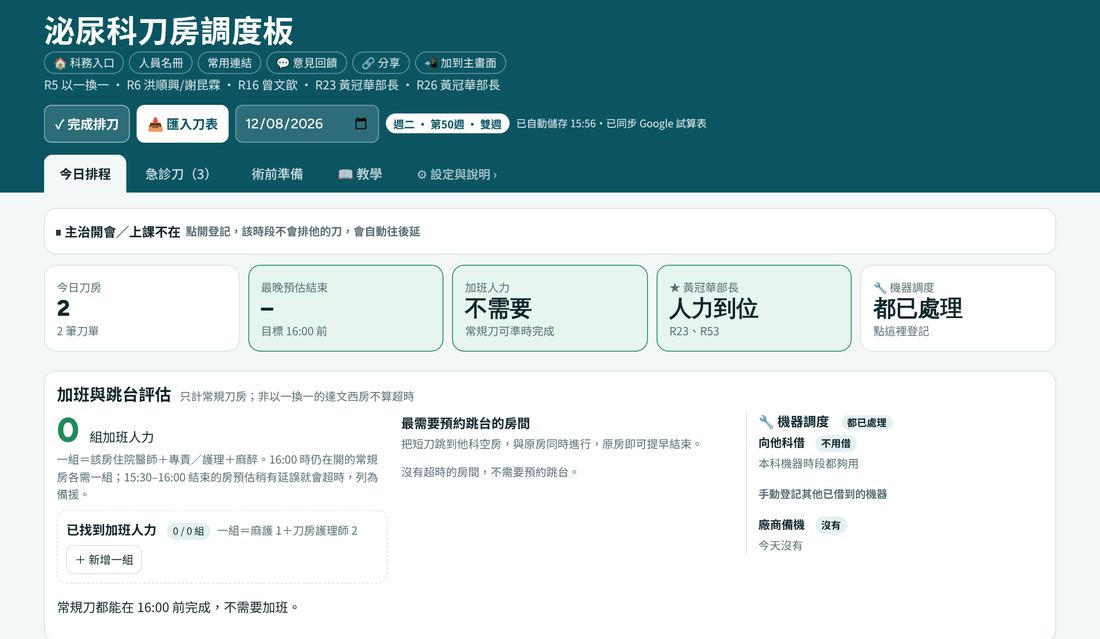 泌尿科刀房調度板
🏠 科務入口 人員名冊 常用連結 💬 意見回饋 🔗 分享 📲 加到主畫面
R5 以一換一 • R6 洪順興/謝昆霖 • R16 曾文歆 • R23 黃冠華部長 • R26 黃冠華部長
✓ 完成排刀 📥 匯入刀表 12/08/2026 週二 • 第50週 • 雙週 已自動儲存 15:56・已同步 Google 試算表
今日排程 急診刀（3） 術前準備 📖 教學 ⚙ 設定與說明 ›
主治開會／上課不在 點開登記，該時段不會排他的刀，會自動往後延
今日刀房
2
2 筆刀單
最晚預估結束
–
目標 16:00 前
加班人力
不需要
常規刀可準時完成
★ 黃冠華部長
人力到位
R23、R53
🔧 機器調度
都已處理
點這裡登記
加班與跳台評估 只計常規刀房；非以一換一的達文西房不算超時
0 組加班人力
一組＝該房住院醫師＋專責／護理＋麻醉。16:00 時仍在開的常規
房各需一組；15:30–16:00 結束的房預估稍有延誤就會超時，列為
備援。
已找到加班人力 0 / 0 組 一組＝麻護 1＋刀房護理師 2
＋ 新增一組
常規刀都能在 16:00 前完成，不需要加班。
最需要預約跳台的房間
把短刀跳到他科空房，與原房同時進行，原房即可提早結束。
沒有超時的房間，不需要預約跳台。
🔧 機器調度 都已處理
向他科借 不用借
本科機器時段都夠用
手動登記其他已借到的機器
廠商備機 沒有
今天沒有